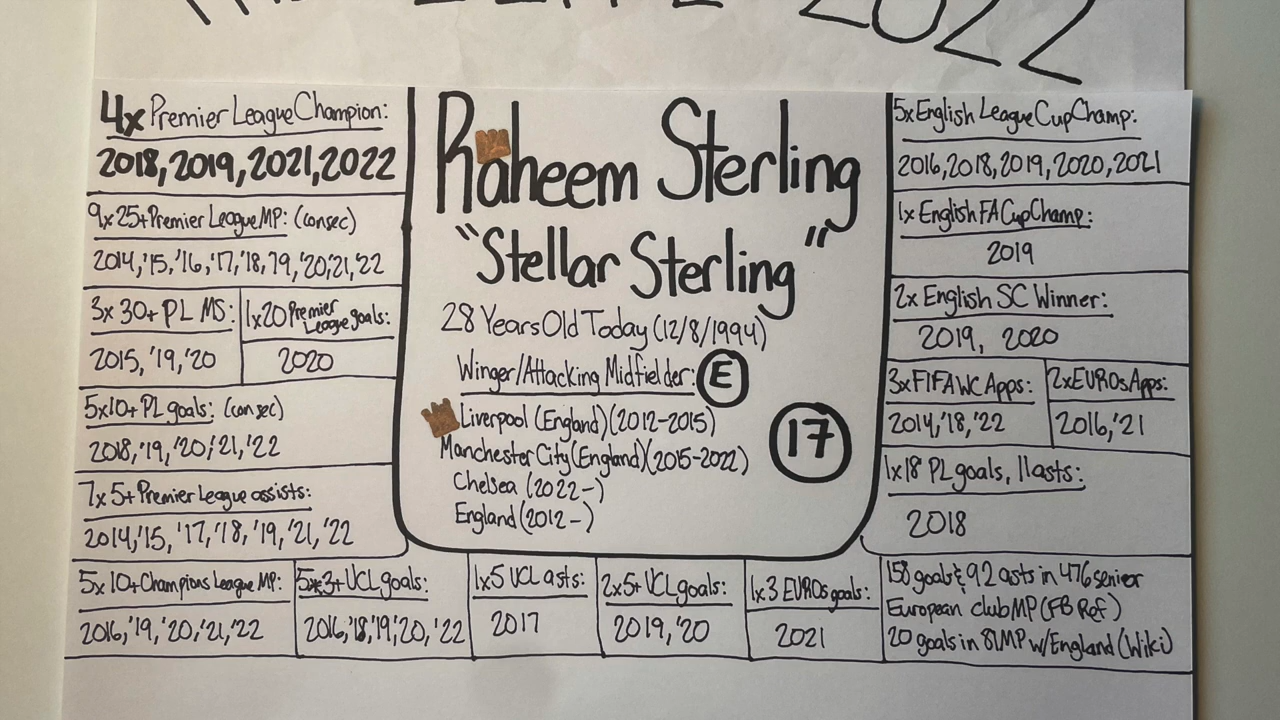 2022
4x Premier League Champion:
2018, 2019, 2021, 2022
9x 25+ Premier League MP: (consec)
2014, '15, '16, '17, '18, 19, '20, '21, '22
3x 30+ PL MS:
2015, '19, '20
1x 20 Premier
League goals:
2020
5x10+ PL goals: (consec)
2018, '19, '20, '21, '22
7x 5+ Premier League assists:
2014, '15, '17, '18, '19, '21, '22
Raheem Sterling
"Stellar Sterling"
28 Years Old Today (12/8/1994)
Winger/Attacking Midfielder: E
Liverpool (England) (2012-2015)
Manchester City (England) (2015-2022)
Chelsea (2022-)
England (2012-)
17
5x English League Cup Champ:
2016, 2018, 2019, 2020, 2021
1x English FA Cup Champ:
2019
2x English SC Winner:
2019, 2020
3x FIFA WC Apps:
2014, '18, '22
2x EUROs Apps:
2016, '21
1x 18 PL goals, 11 asts:
2018
5x 10+ Champions League MP:
2016, '19, '20, '21, '22
5x 3+ UCL goals:
2016, '18, '19, '20, '22
1x 5 UCL asts:
2017
2x 5+ UCL goals:
2019, '20
1x 3 EUROs goals:
2021
158 goals & 92 asts in 476 senior
European club MP (FB Ref)
20 goals in 81 MP w/ England (Wiki)